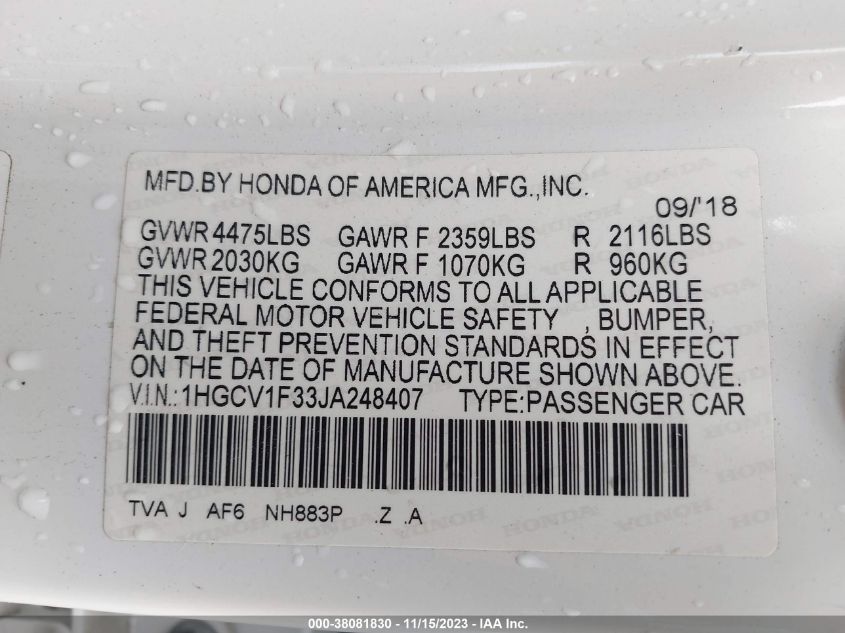 MFD.BY HONDA OF AMERICA MFG.,INC.
09/'18
GVWR 4475LBS GAWR F 2359LBS R 2116LBS
GVWR 2030KG GAWR F 1070KG R 960KG
THIS VEHICLE CONFORMS TO ALL APPLICABLE
FEDERAL MOTOR VEHICLE SAFETY , BUMPER,
AND THEFT PREVENTION STANDARDS IN EFFECT
ON THE DATE OF MANUFACTURE SHOWN ABOVE.
V.I.N.:1HGCV1F33JA248407 TYPE:PASSENGER CAR
TVA J AF6 NH883P .Z .A
000-38081830 - 11/15/2023 - IAA Inc.